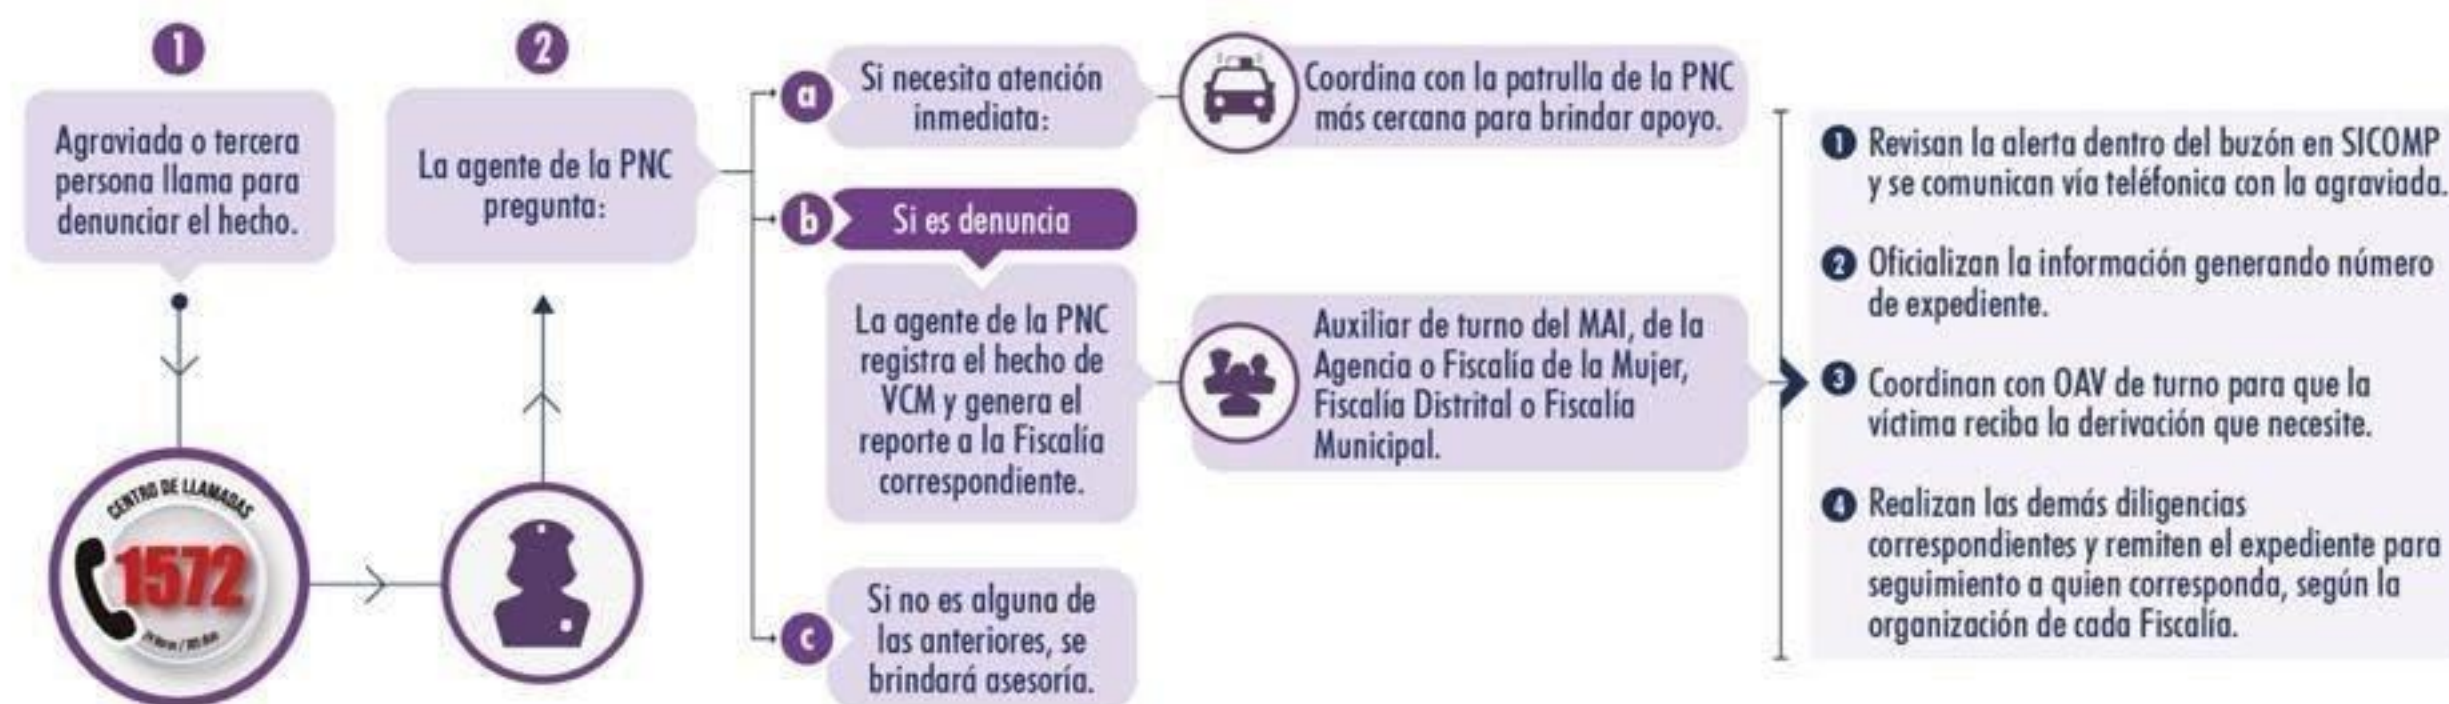 1
Agraviada o tercera
persona llama para
denunciar el hecho.
CENTRO DE LLAMADAS
1572
24 horas / 365 días
2
La agente de la PNC
pregunta:
a
Si necesita atención
inmediata:
Coordina con la patrulla de la PNC
más cercana para brindar apoyo.
b
Si es denuncia
La agente de la PNC
registra el hecho de
VCM y genera el
reporte a la Fiscalía
correspondiente.
Auxiliar de turno del MAI, de la
Agencia o Fiscalía de la Mujer,
Fiscalía Distrital o Fiscalía
Municipal.
c
Si no es alguna de
las anteriores, se
brindará asesoría.
1 Revisan la alerta dentro del buzón en SICOMP
y se comunican vía teléfonica con la agraviada.
2 Oficializan la información generando número
de expediente.
3 Coordinan con OAV de turno para que la
víctima reciba la derivación que necesite.
4 Realizan las demás diligencias
correspondientes y remiten el expediente para
seguimiento a quien corresponda, según la
organización de cada Fiscalía.